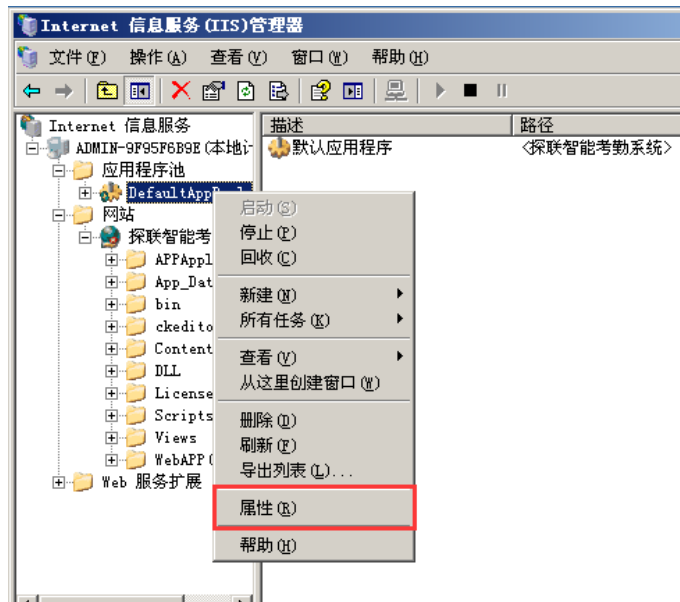 Internet 信息服务(IIS)管理器
文件(F) 操作(A) 查看(V) 窗口(W) 帮助(H)
Internet 信息服务
描述 路径
ADMIN-9F95F6B9E(本地计
默认应用程序 <探联智能考勤系统>
应用程序池
DefaultAppPool
网站
探联智能考
APPAppl
App_Dat
bin
ckedito
Content
DLL
License
Scripts
Views
WebAPP(
Web 服务扩展
启动(S)
停止(P)
回收(C)
新建(N)
所有任务(K)
查看(V)
从这里创建窗口(W)
删除(D)
刷新(F)
导出列表(L)...
属性(R)
帮助(H)